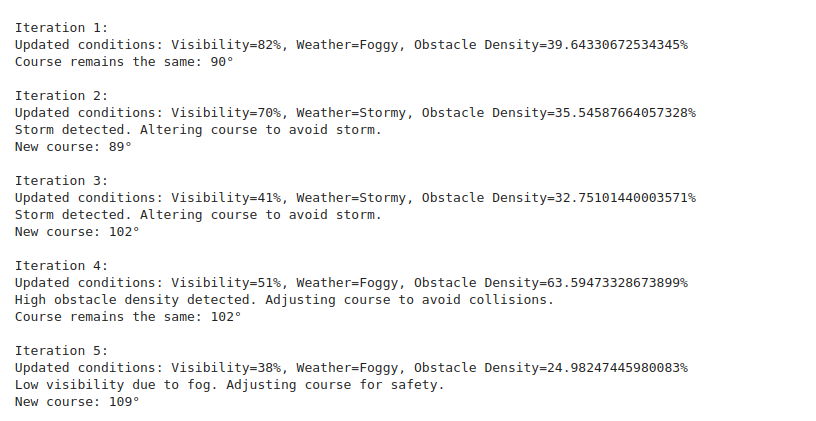 Iteration 1:
Updated conditions: Visibility=82%, Weather=Foggy, Obstacle Density=39.64330672534345%
Course remains the same: 90°
Iteration 2:
Updated conditions: Visibility=70%, Weather=Stormy, Obstacle Density=35.54587664057328%
Storm detected. Altering course to avoid storm.
New course: 89°
Iteration 3:
Updated conditions: Visibility=41%, Weather=Stormy, Obstacle Density=32.75101440003571%
Storm detected. Altering course to avoid storm.
New course: 102°
Iteration 4:
Updated conditions: Visibility=51%, Weather=Foggy, Obstacle Density=63.59473328673899%
High obstacle density detected. Adjusting course to avoid collisions.
Course remains the same: 102°
Iteration 5:
Updated conditions: Visibility=38%, Weather=Foggy, Obstacle Density=24.98247445980083%
Low visibility due to fog. Adjusting course for safety.
New course: 109°